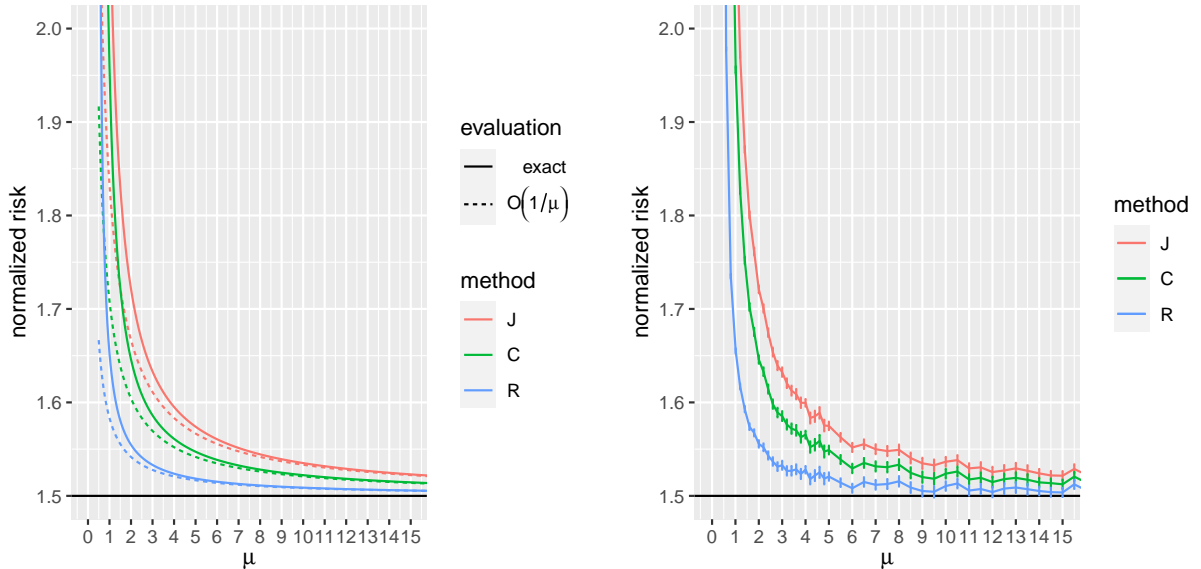 normalized risk
2.0
1.9
1.8
1.7
1.6
1.5
0 1 2 3 4 5 6 7 8 9 10 11 12 13 14 15
μ
evaluation
exact
O(1/μ)
method
J
C
R
normalized risk
2.0
1.9
1.8
1.7
1.6
1.5
0 1 2 3 4 5 6 7 8 9 10 11 12 13 14 15
μ
method
J
C
R